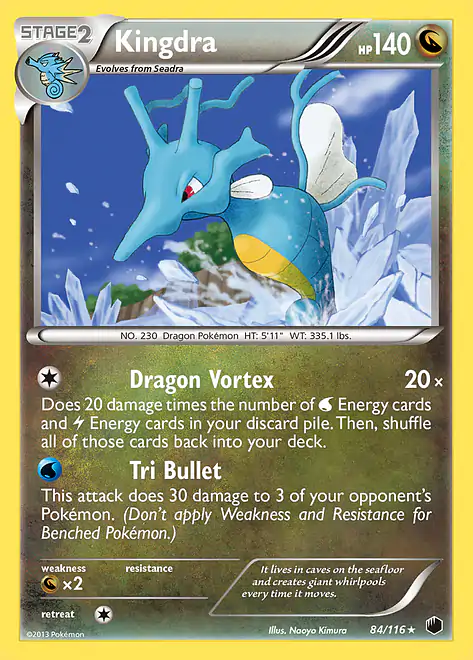 STAGE2
Kingdra
HP140
Evolves from Seadra
NO. 230 Dragon Pokémon HT: 5'11" WT: 335.1 lbs.
Dragon Vortex 20×
Does 20 damage times the number of Energy cards
and Energy cards in your discard pile. Then, shuffle
all of those cards back into your deck.
Tri Bullet
This attack does 30 damage to 3 of your opponent's
Pokémon. (Don't apply Weakness and Resistance for
Benched Pokémon.)
weakness resistance
×2
It lives in caves on the seafloor
and creates giant whirlpools
every time it moves.
retreat
©2013 Pokémon
Illus. Naoyo Kimura
84/116★